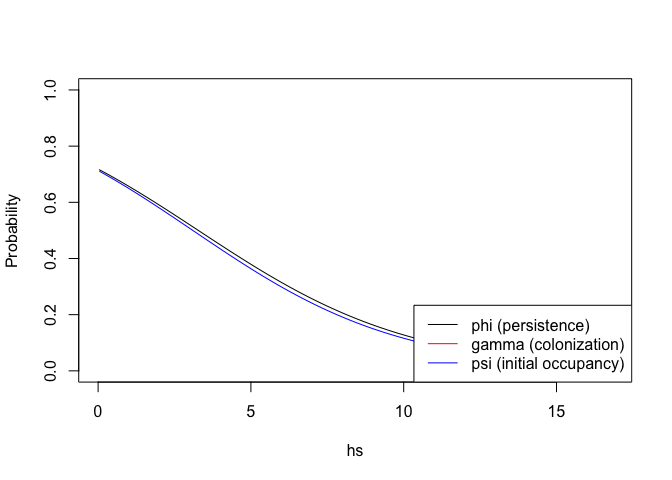 1.0
0.8
0.6
0.4
0.2
0.0
Probability
phi (persistence)
gamma (colonization)
psi (initial occupancy)
0 5 10 15
hs